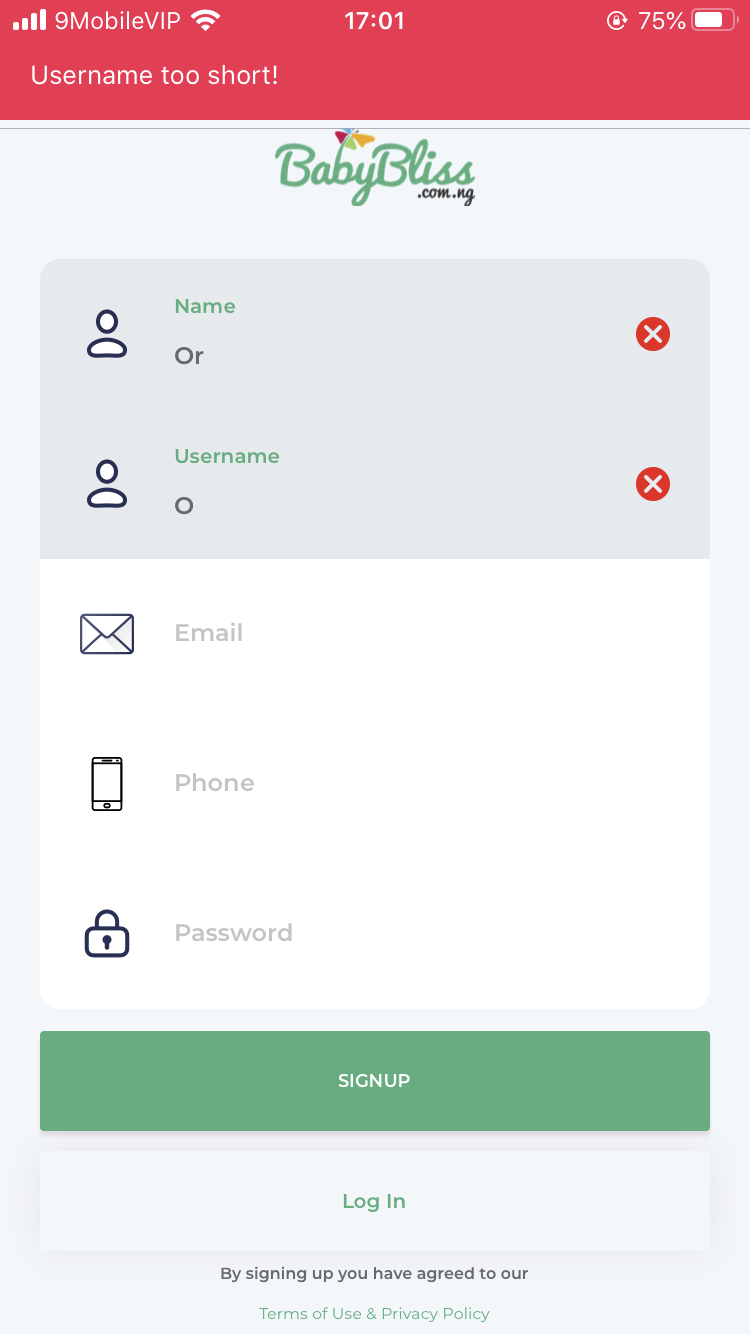 9MobileVIP 17:01 75%
Username too short!
BabyBliss
.com.ng
Name
Or
Username
O
Email
Phone
Password
SIGNUP
Log In
By signing up you have agreed to our
Terms of Use & Privacy Policy